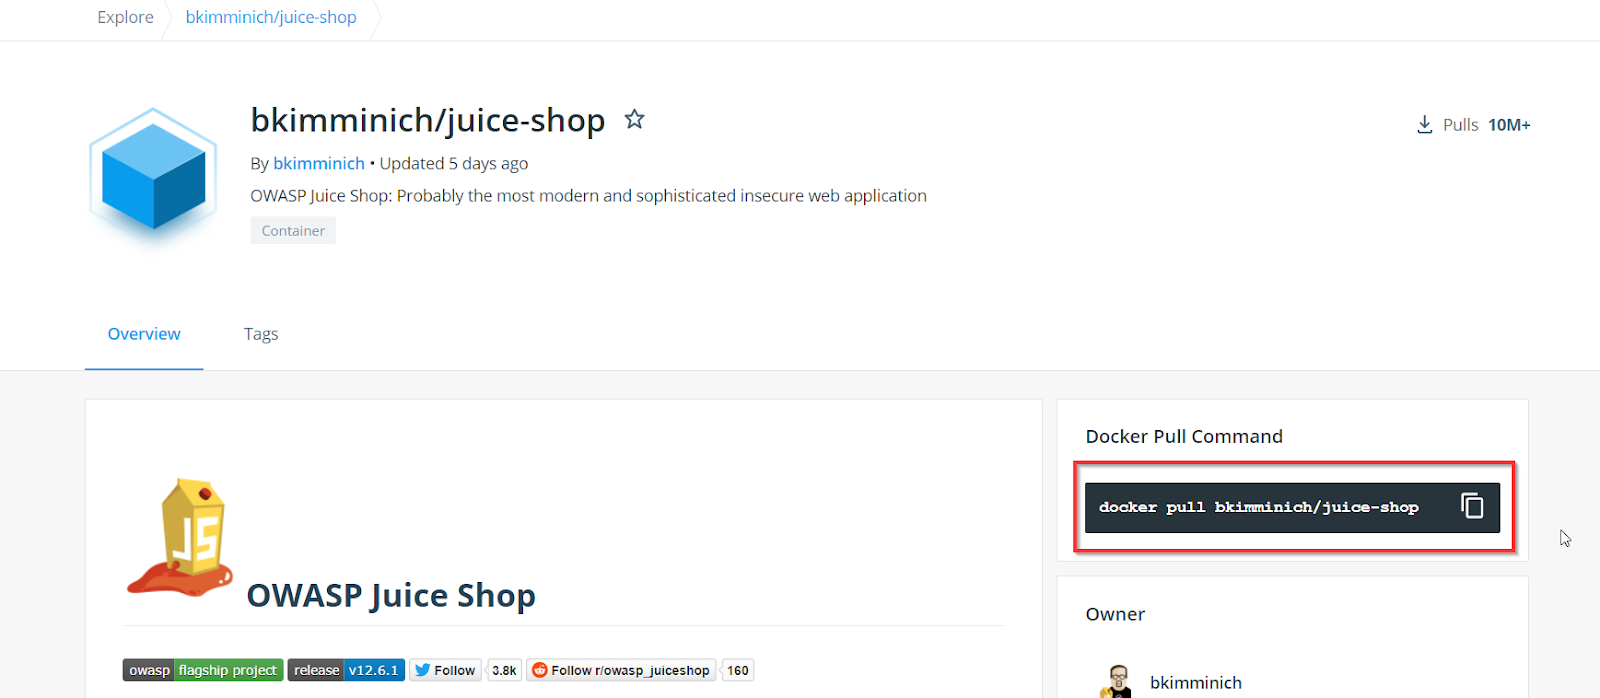 Explore bkimminich/juice-shop
bkimminich/juice-shop
Pulls 10M+
By bkimminich • Updated 5 days ago
OWASP Juice Shop: Probably the most modern and sophisticated insecure web application
Container
Overview Tags
JS
OWASP Juice Shop
owasp flagship project release v12.6.1 Follow 3.8k Follow r/owasp_juiceshop 160
Docker Pull Command
docker pull bkimminich/juice-shop
Owner
bkimminich